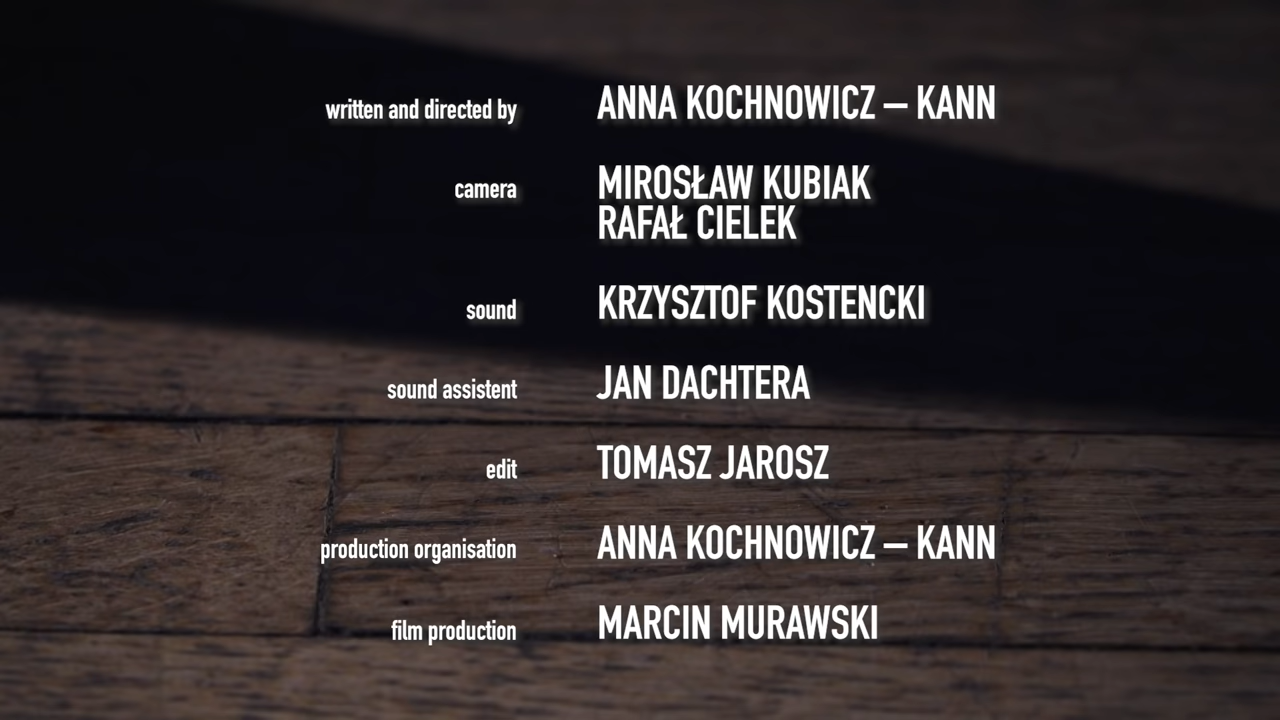 written and directed by ANNA KOCHNOWICZ – KANN
camera MIROSŁAW KUBIAK
RAFAŁ CIELEK
sound KRZYSZTOF KOSTENCKI
sound assistent JAN DACHTERA
edit TOMASZ JAROSZ
production organisation ANNA KOCHNOWICZ – KANN
film production MARCIN MURAWSKI